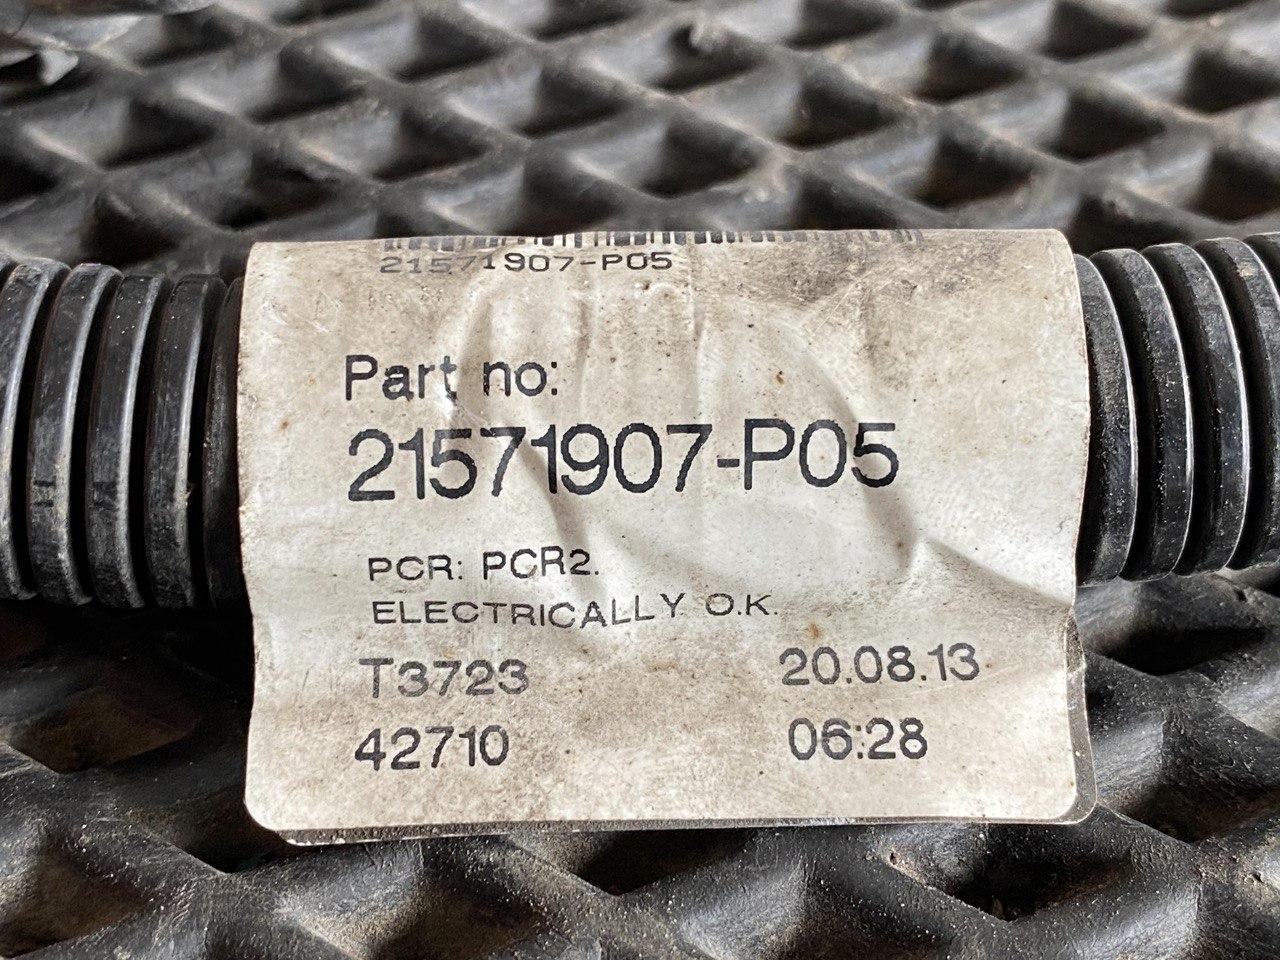 21571907-P05
Part no:
21571907-P05
PCR: PCR2.
ELECTRICALLY O.K.
T3723 20.08.13
42710 06:28